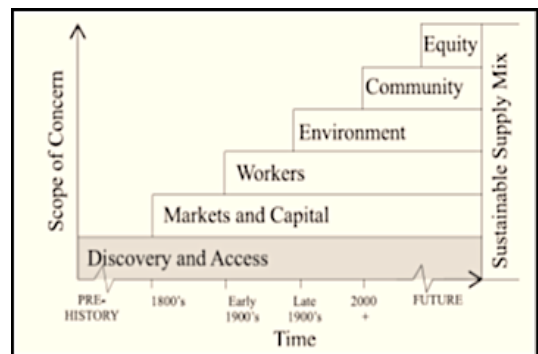 Equity
Community
Environment
Workers
Markets and Capital
Discovery and Access
Scope of Concern
Sustainable Supply Mix
PRE-
HISTORY
1800's
Early
1900's
Late
1900's
2000
+
FUTURE
Time